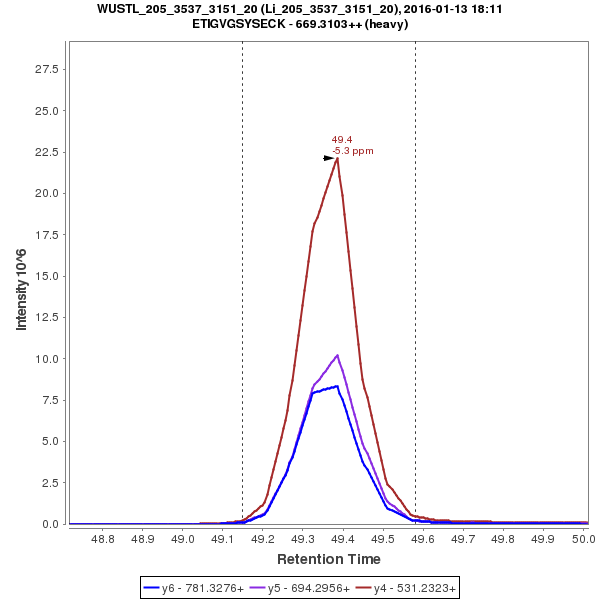 WUSTL_205_3537_3151_20 (Li_205_3537_3151_20), 2016-01-13 18:11
ETIGVGSYSECK - 669.3103++ (heavy)
27.5
25.0
22.5
20.0
17.5
15.0
12.5
10.0
7.5
5.0
2.5
0.0
Intensity 10^6
49.4
-5.3 ppm
48.8 48.9 49.0 49.1 49.2 49.3 49.4 49.5 49.6 49.7 49.8 49.9 50.0
Retention Time
y6 - 781.3276+ y5 - 694.2956+ y4 - 531.2323+